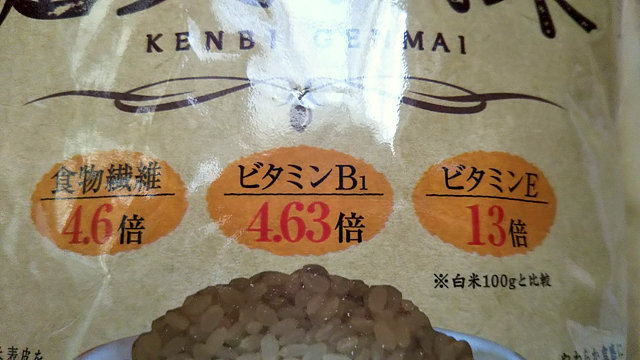 KENBI GENMAI
食物繊維
4.6倍
ビタミンB1
4.63倍
ビタミンE
13倍
※白米100gと比較